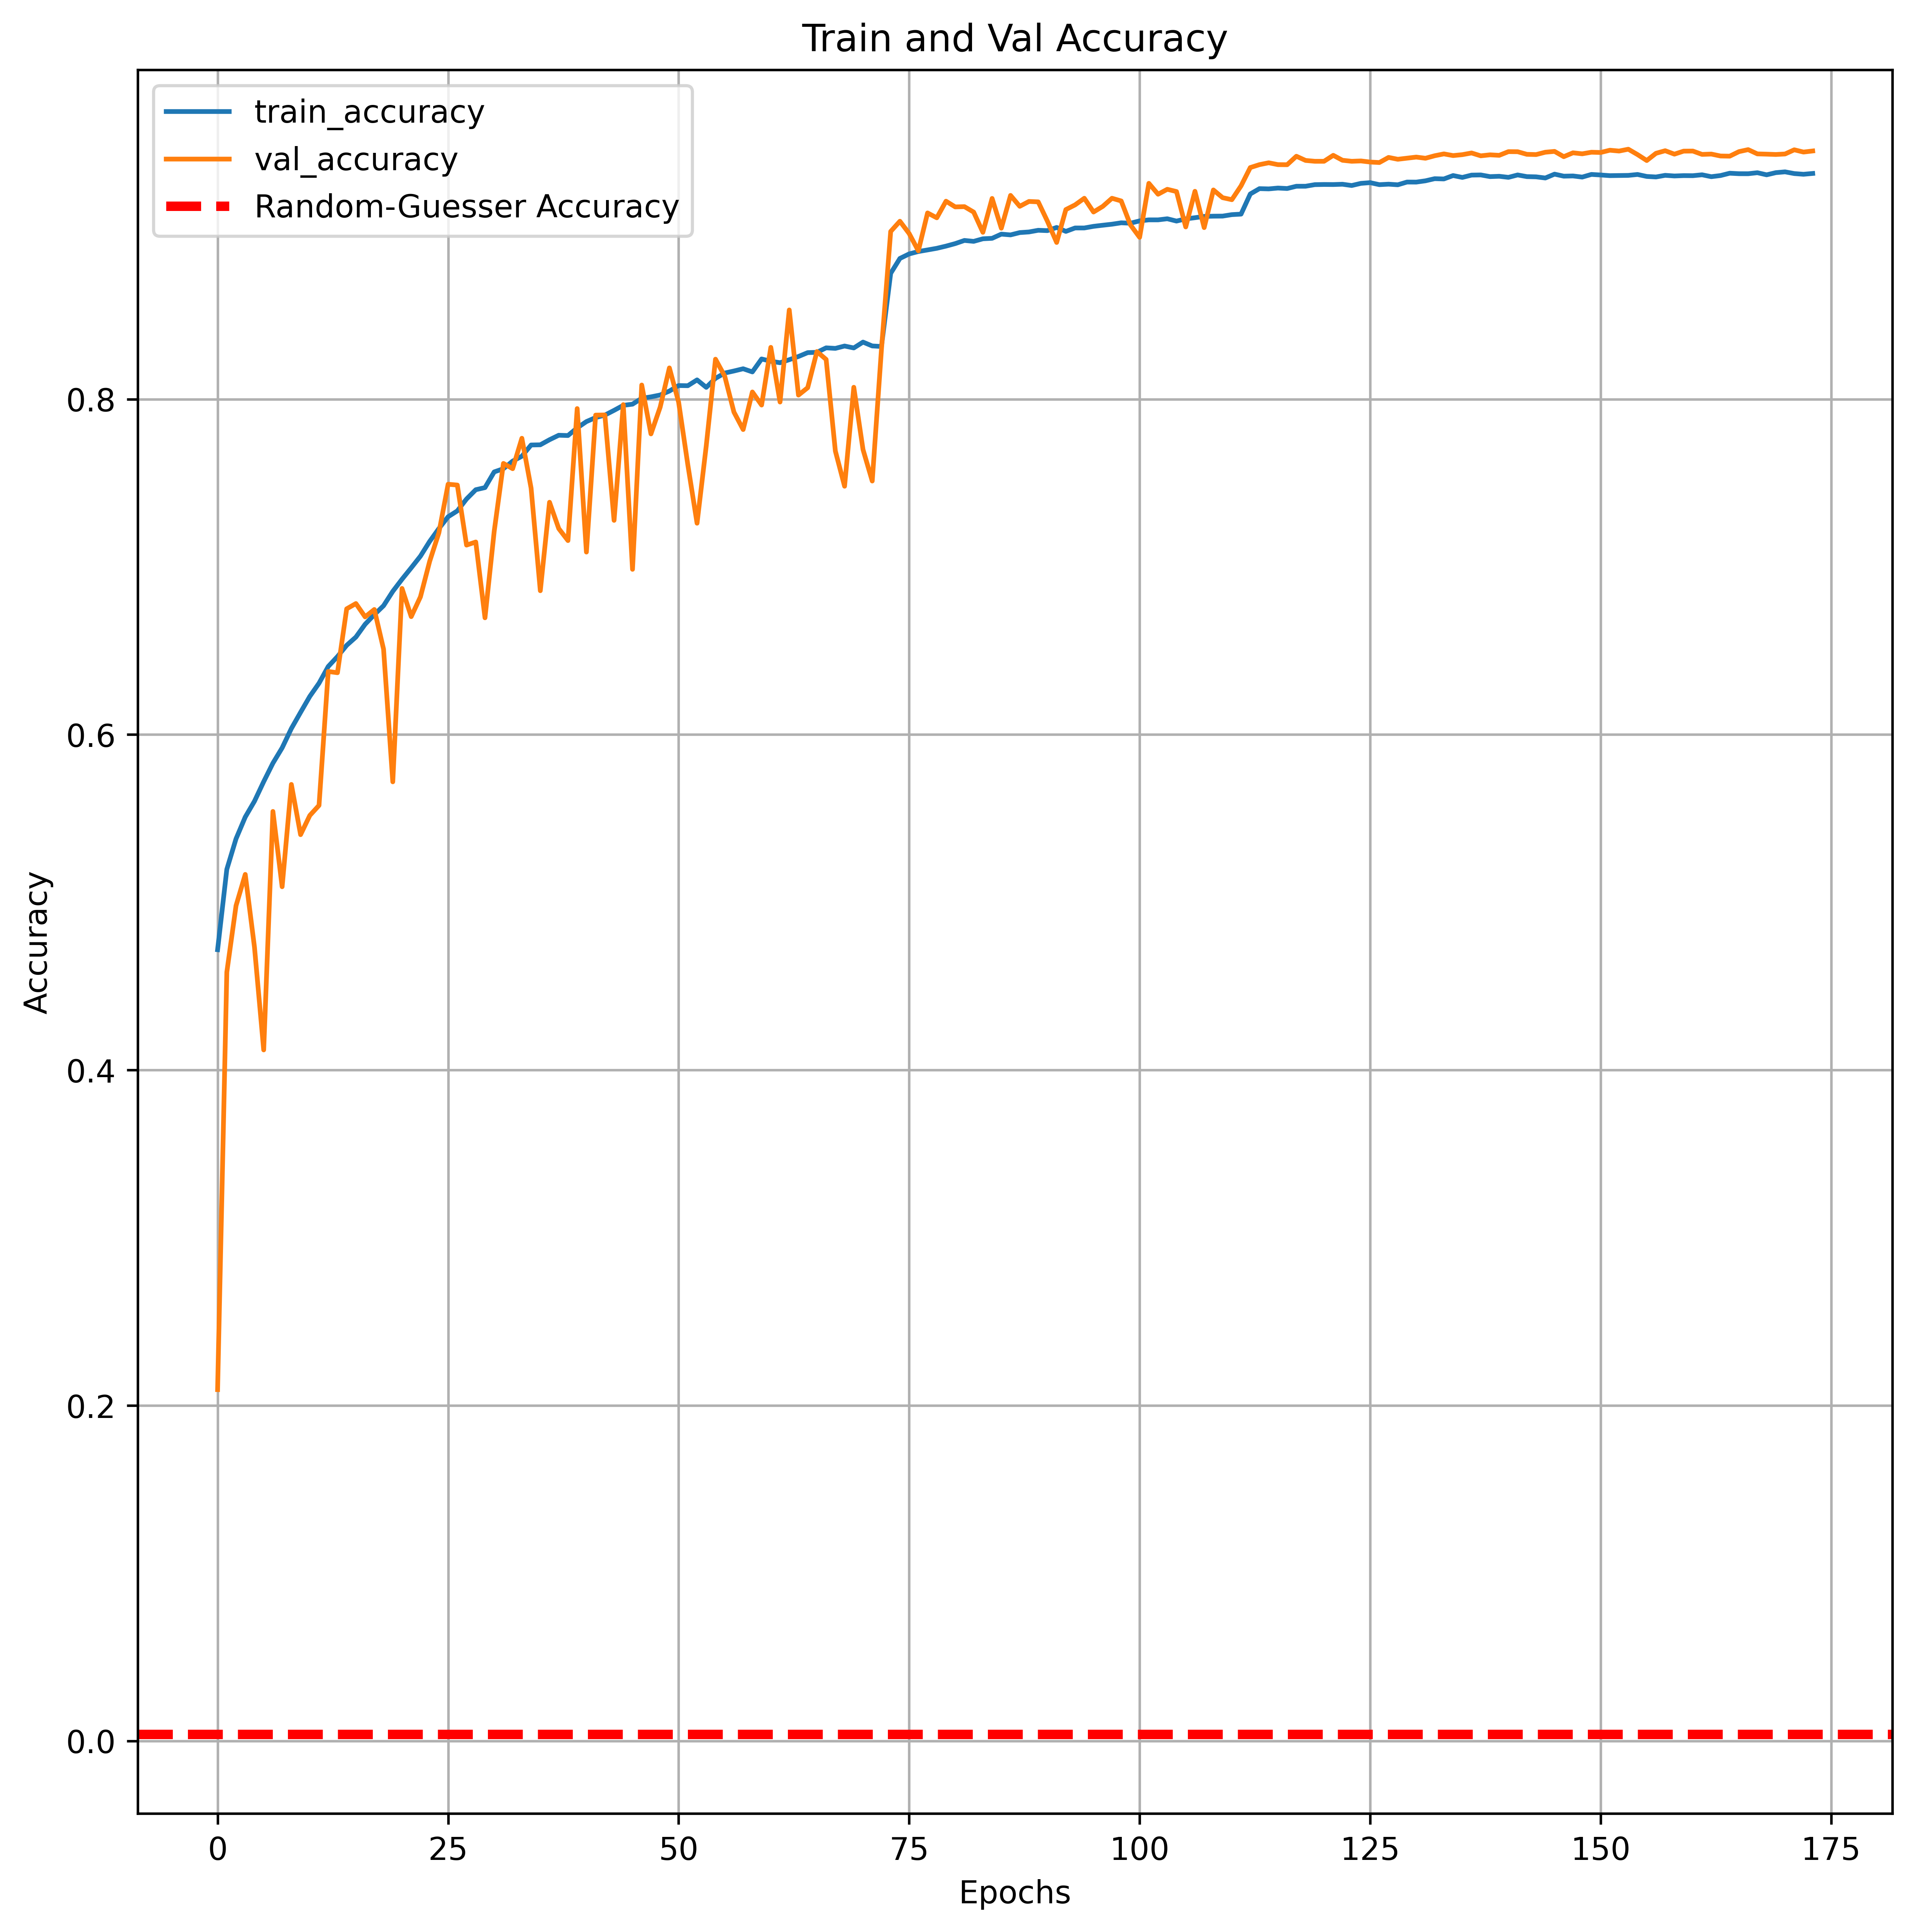 Train and Val Accuracy
train_accuracy
val_accuracy
Random-Guesser Accuracy
Accuracy
0.8
0.6
0.4
0.2
0.0
0 25 50 75 100 125 150 175
Epochs